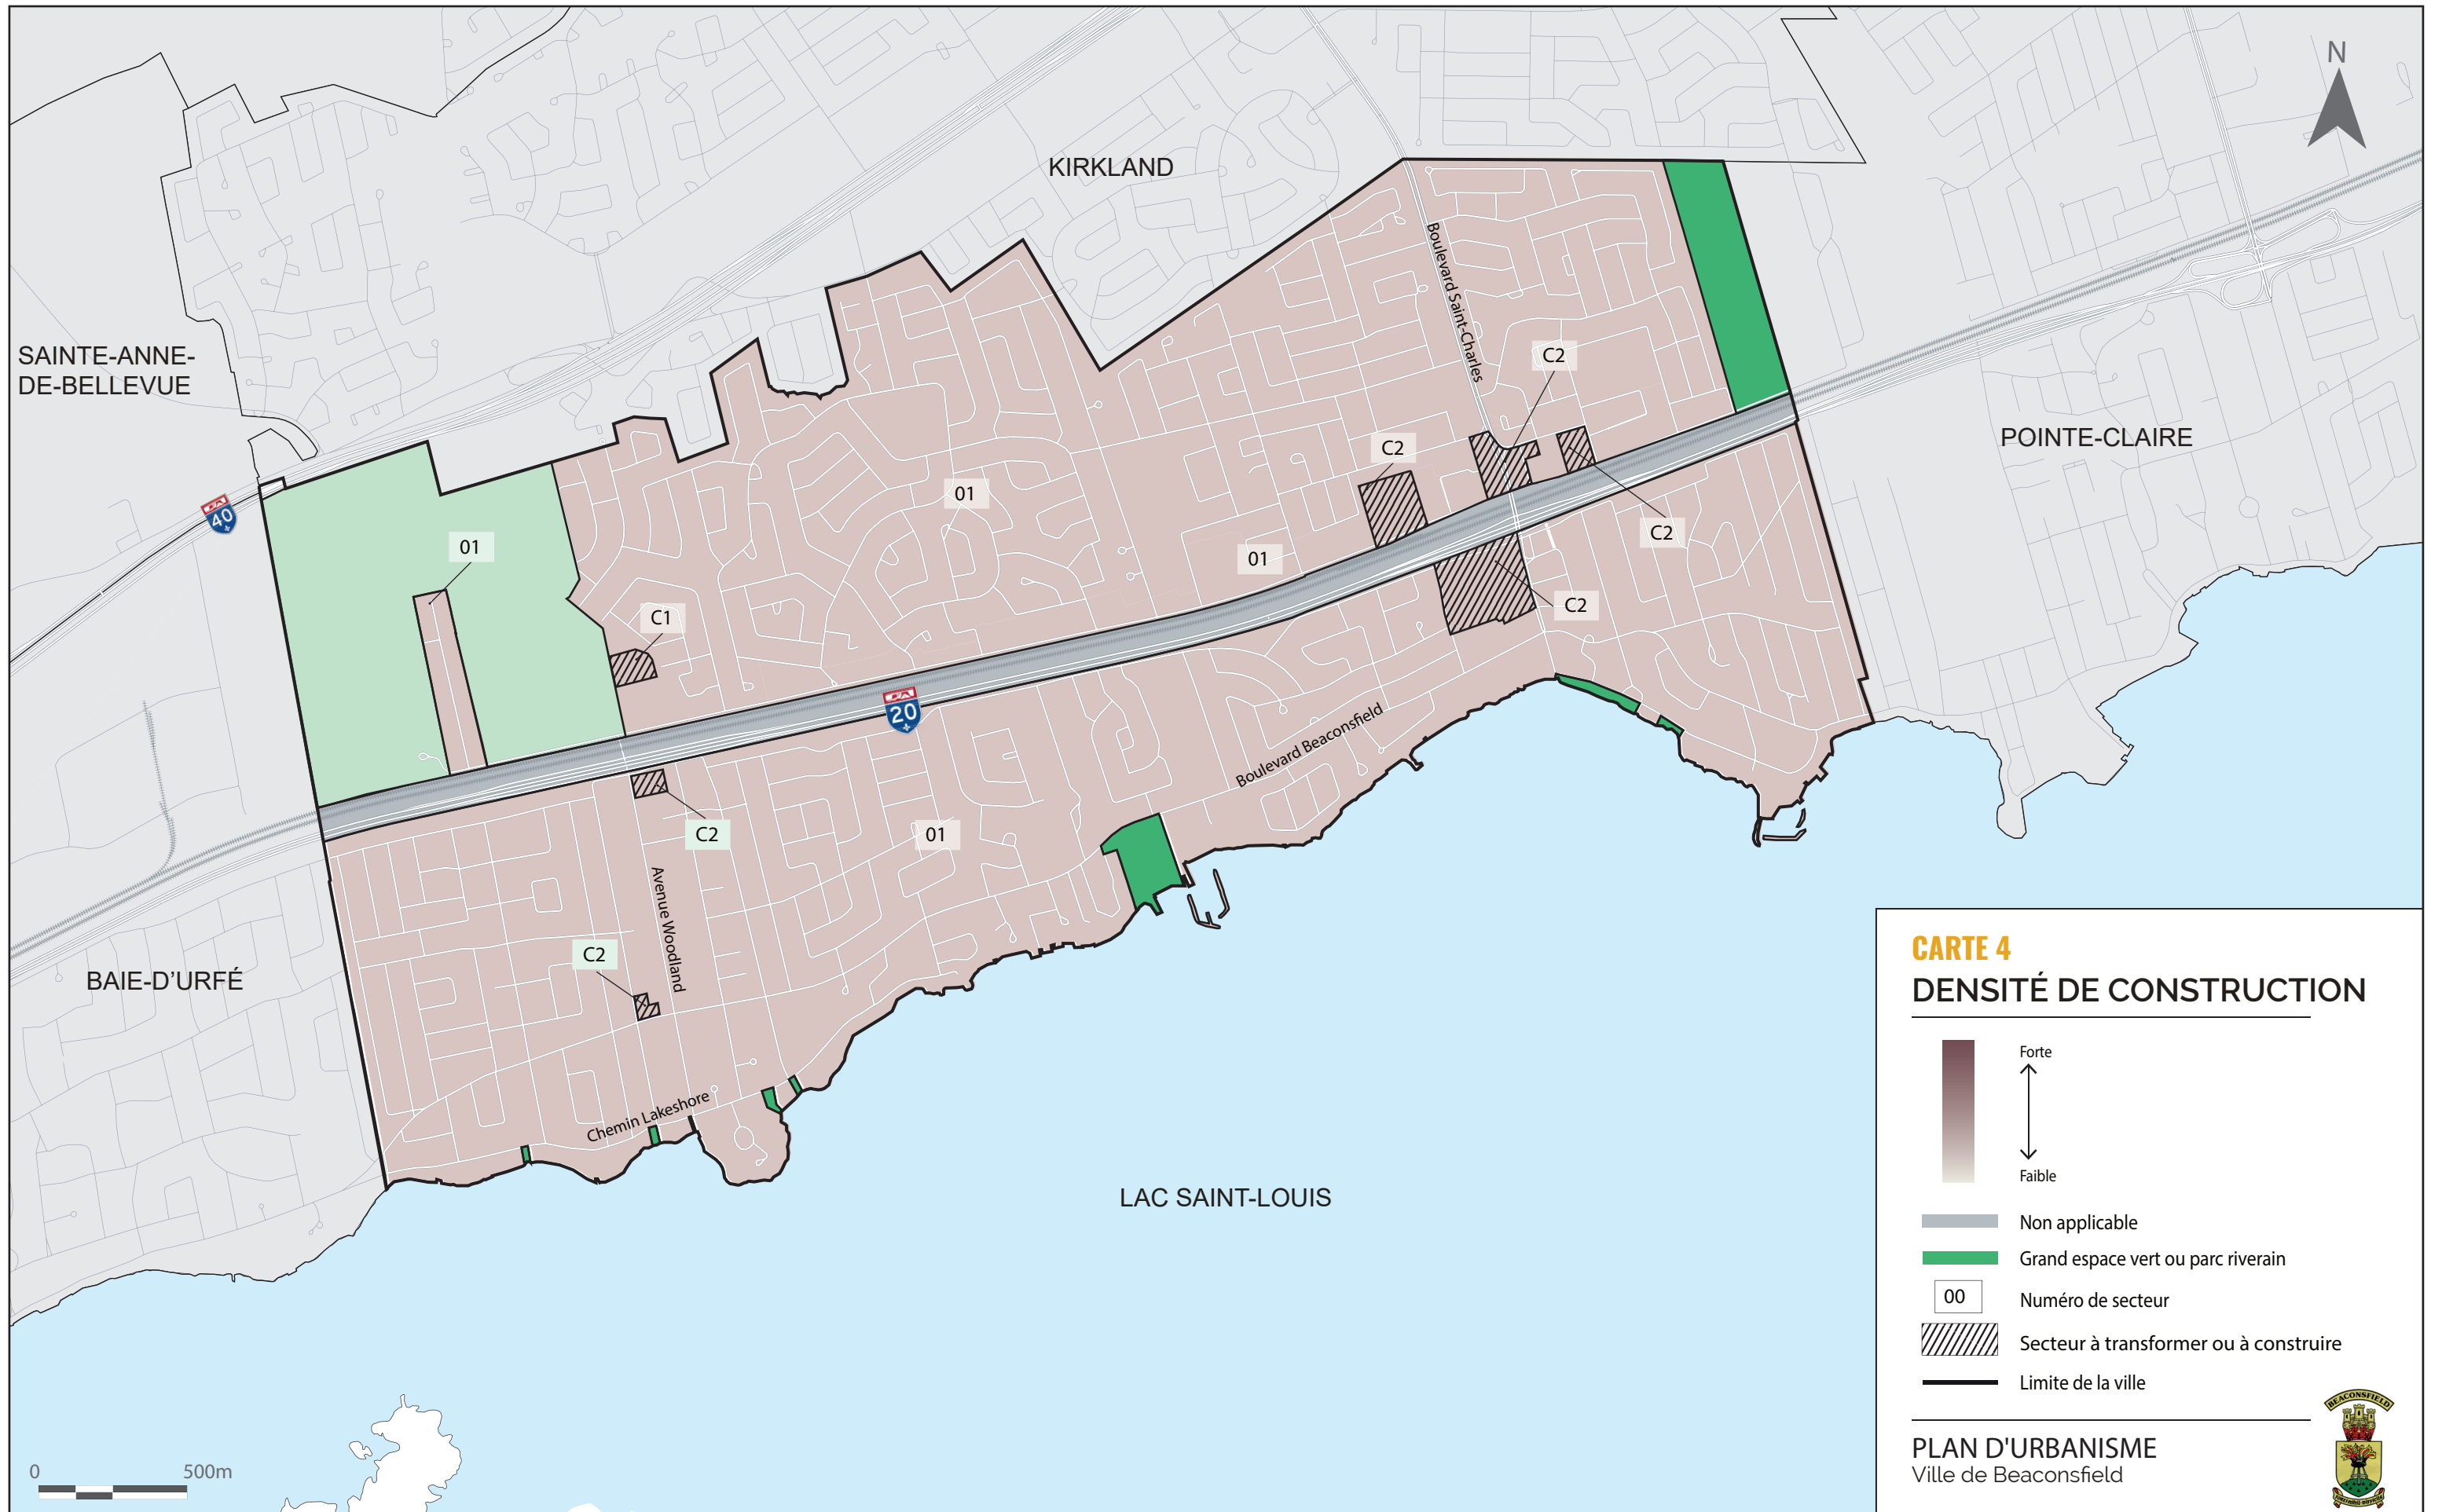 N
KIRKLAND
Boulevard Saint-Charles
SAINTE-ANNE-
DE-BELLEVUE
C2
POINTE-CLAIRE
C2
01
40
C2
01
01
C2
C1
20
Boulevard Beaconsfield
C2
01
Avenue Woodland
C2
BAIE-D'URFÉ
Chemin Lakeshore
LAC SAINT-LOUIS
0 500m
CARTE 4
DENSITÉ DE CONSTRUCTION
Forte
Faible
Non applicable
Grand espace vert ou parc riverain
00 Numéro de secteur
Secteur à transformer ou à construire
Limite de la ville
PLAN D'URBANISME
Ville de Beaconsfield
BEACONSFIELD